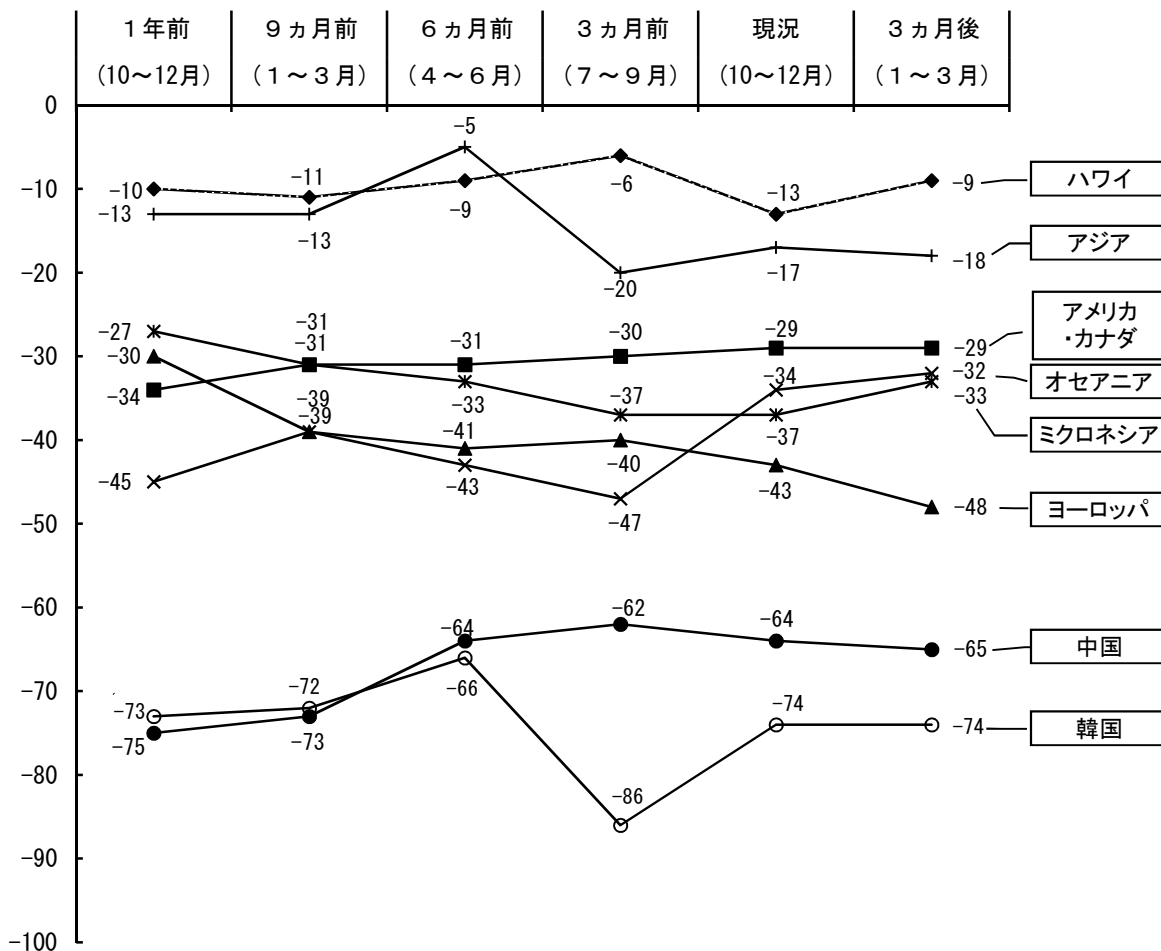 １年前 ９ヵ月前 ６ヵ月前 ３ヵ月前 現況 ３ヵ月後
（10～12月） （１～３月） （４～６月） （７～９月） （10～12月） （１～３月）
0
-10
-20
-30
-40
-50
-60
-70
-80
-90
-100
-10 -11 -9 -6 -13 -9 ハワイ
-13 -13 -5 -20 -17 -18 アジア
-34 -31 -31 -30 -29 -29 アメリカ
・カナダ
-45 -39 -43 -47 -34 -32 オセアニア
-27 -31 -33 -37 -37 -33 ミクロネシア
-30 -39 -41 -40 -43 -48 ヨーロッパ
-75 -73 -64 -62 -64 -65 中国
-73 -72 -66 -86 -74 -74 韓国